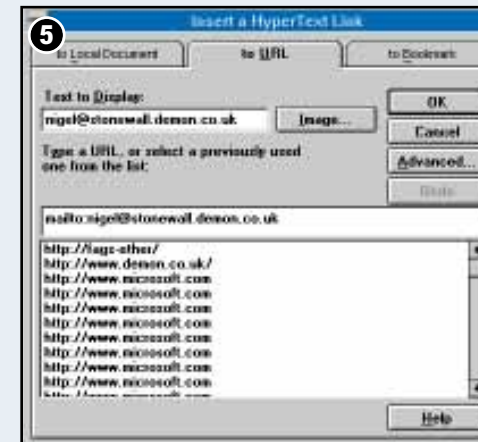 Insert a HyperText Link
5
to Local Document to URL to Bookmark
Text to Display:
nigel@stonewall.demon.co.uk Image... OK
Cancel
Type a URL, or select a previously used
one from the list: Advanced...
mailto:nigel@stonewall.demon.co.uk
http://
http://www.demon.co.uk/
http://www.microsoft.com
http://www.microsoft.com
http://www.microsoft.com
http://www.microsoft.com
http://www.microsoft.com
http://www.microsoft.com
http://www.microsoft.com
Help